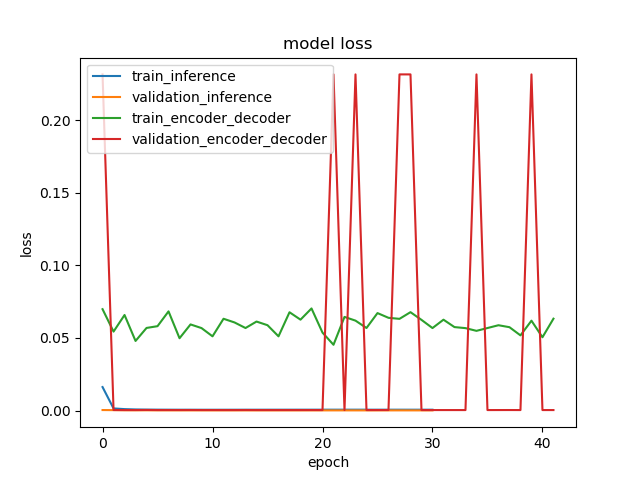 model loss
train_inference
validation_inference
train_encoder_decoder
validation_encoder_decoder
0.20
0.15
0.10
0.05
0.00
loss
0 10 20 30 40
epoch